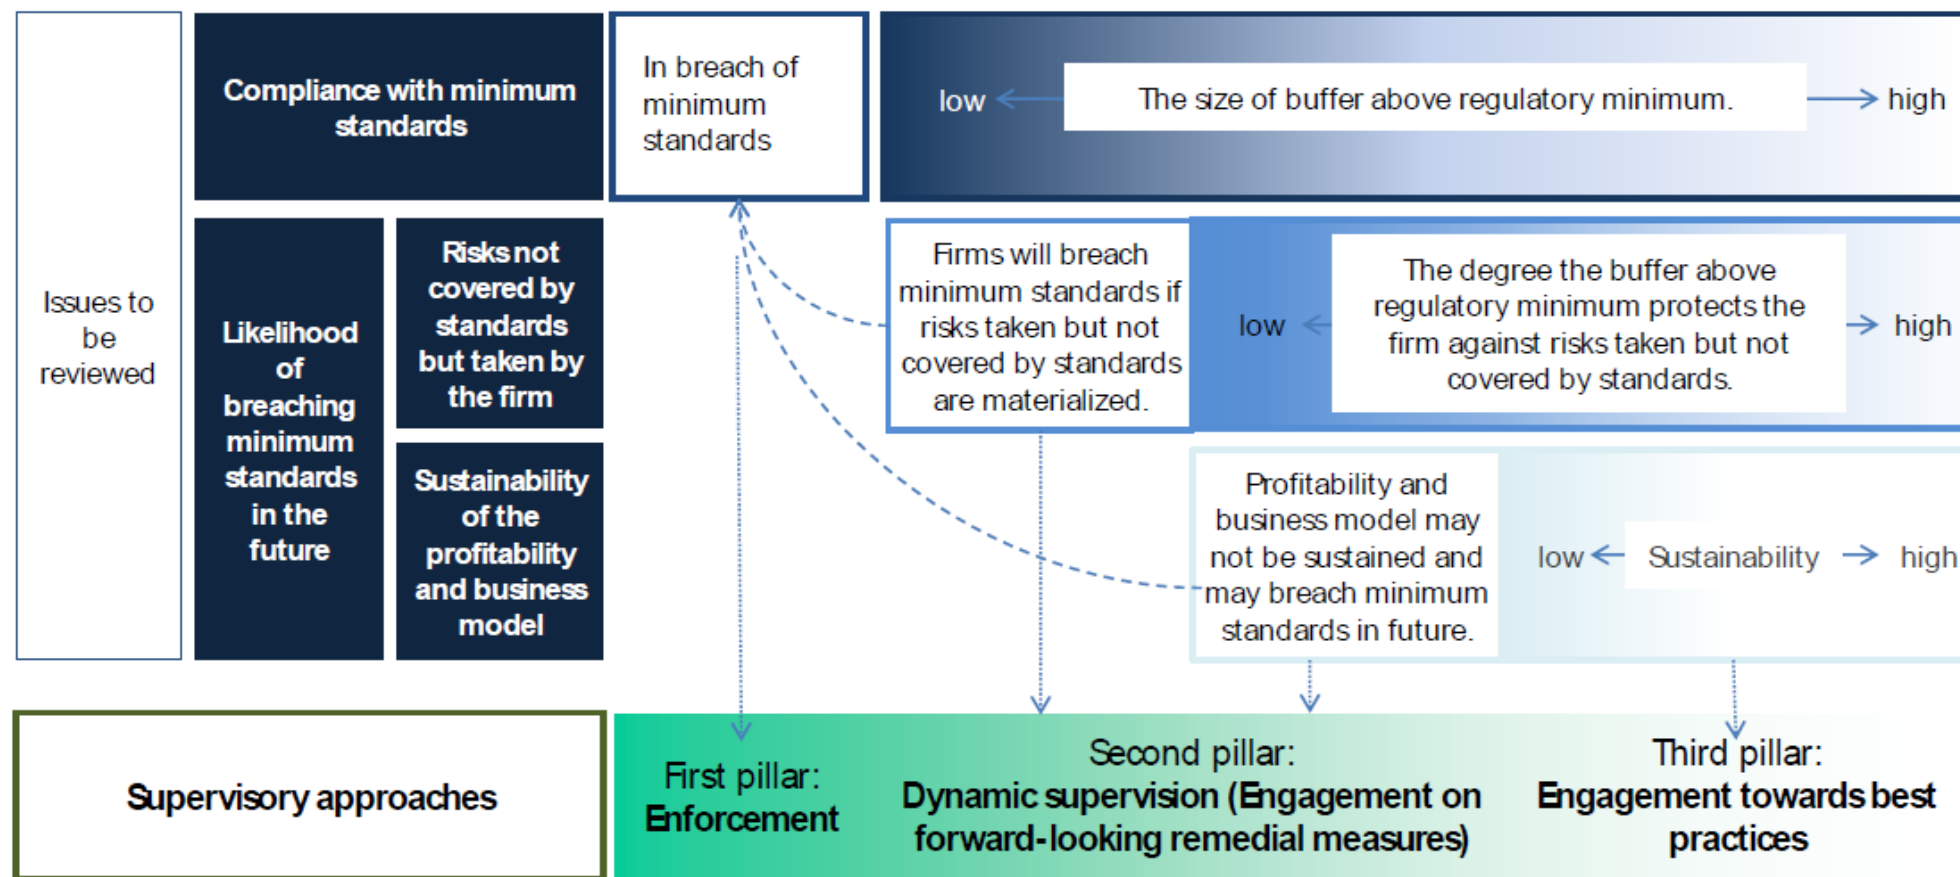 Issues to
be
reviewed
Compliance with minimum
standards
In breach of
minimum
standards
low
The size of buffer above regulatory minimum.
high
Likelihood
of
breaching
minimum
standards
in the
future
Risks not
covered by
standards
but taken by
the firm
Firms will breach
minimum standards if
risks taken but not
covered by standards
are materialized.
low
The degree the buffer above
regulatory minimum protects the
firm against risks taken but not
covered by standards.
high
Sustainability
of the
profitability
and business
model
Profitability and
business model may
not be sustained and
may breach minimum
standards in future.
low
Sustainability
high
Supervisory approaches
First pillar:
Enforcement
Second pillar:
Dynamic supervision (Engagement on
forward-looking remedial measures)
Third pillar:
Engagement towards best
practices